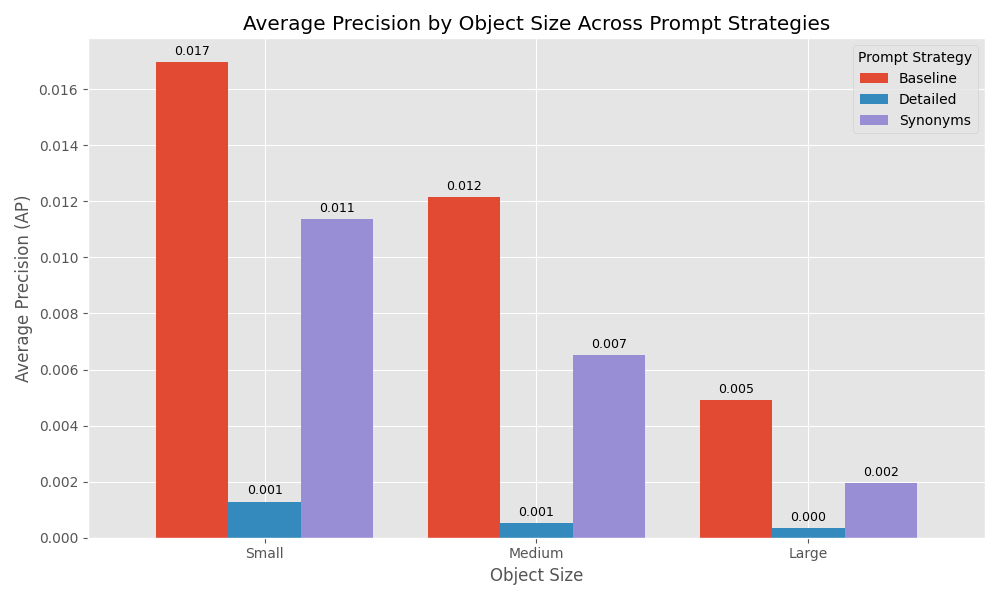 Average Precision by Object Size Across Prompt Strategies
Prompt Strategy
Baseline
Detailed
Synonyms
Average Precision (AP)
0.016
0.014
0.012
0.010
0.008
0.006
0.004
0.002
0.000
0.017
0.001
0.011
0.012
0.001
0.007
0.005
0.000
0.002
Small
Medium
Large
Object Size